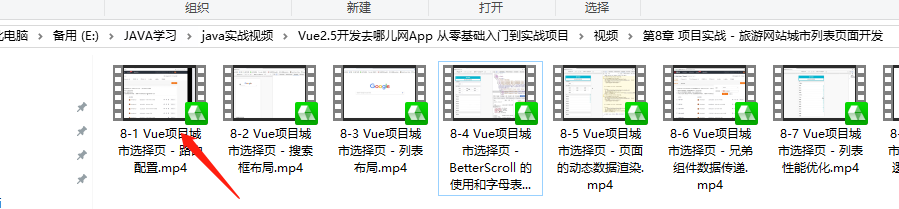 组织 新建 打开 选择
电脑 > 备用 (E:) > JAVA学习 > java实战视频 > Vue2.5开发去哪儿网App 从零基础入门到实战项目 > 视频 > 第8章 项目实战 - 旅游网站城市列表页面开发
8-1 Vue项目城
市选择页 - 路由
配置.mp4
8-2 Vue项目城
市选择页 - 搜索
框布局.mp4
8-3 Vue项目城
市选择页 - 列表
布局.mp4
8-4 Vue项目城
市选择页 -
BetterScroll 的
使用和字母表...
8-5 Vue项目城
市选择页 - 页面
的动态数据渲染.
mp4
8-6 Vue项目城
市选择页 - 兄弟
组件数据传递.
mp4
8-7 Vue项目城
市选择页 - 列表
性能优化.mp4
Google